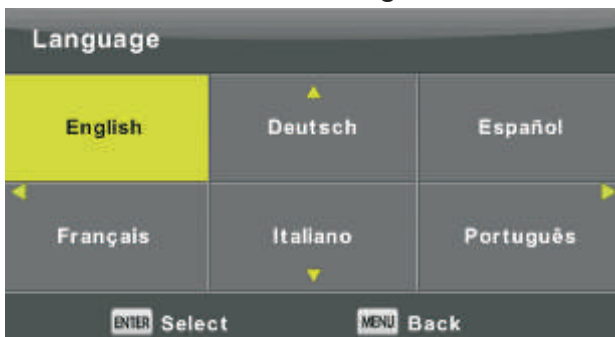 Language
English Deutsch Español
Français Italiano Português
ENTER Select MENU Back